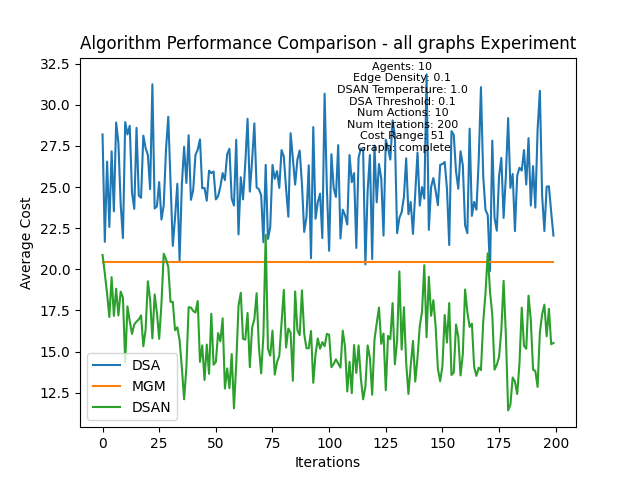 Algorithm Performance Comparison - all graphs Experiment
Agents: 10
Edge Density: 0.1
DSAN Temperature: 1.0
DSA Threshold: 0.1
Num Actions: 10
Num Iterations: 200
Cost Range: 51
Graph: complete
32.5
30.0
27.5
25.0
22.5
20.0
17.5
15.0
12.5
Average Cost
DSA
MGM
DSAN
0 25 50 75 100 125 150 175 200
Iterations